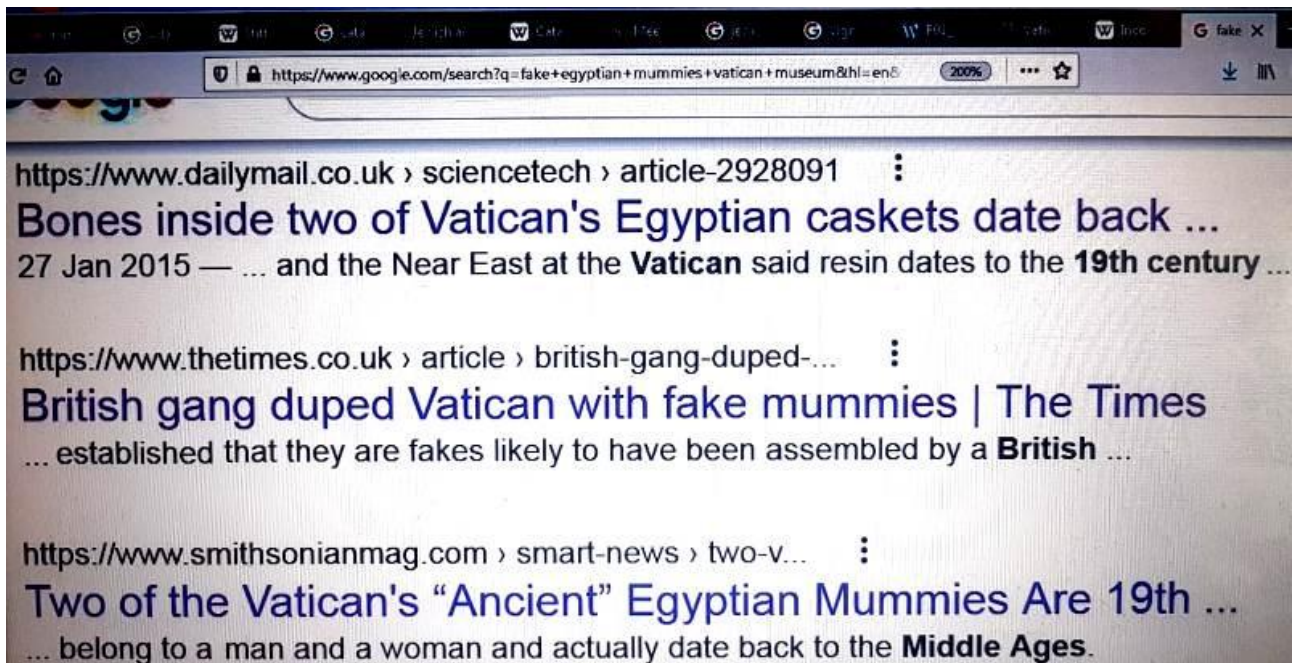 G fake X
https://www.google.com/search?q=fake+egyptian+mummies+vatican+museum&hl=en& 200%
https://www.dailymail.co.uk › sciencetech › article-2928091
Bones inside two of Vatican's Egyptian caskets date back ...
27 Jan 2015 — ... and the Near East at the Vatican said resin dates to the 19th century ...
https://www.thetimes.co.uk › article › british-gang-duped-...
British gang duped Vatican with fake mummies | The Times
... established that they are fakes likely to have been assembled by a British ...
https://www.smithsonianmag.com › smart-news › two-v...
Two of the Vatican's “Ancient” Egyptian Mummies Are 19th ...
... belong to a man and a woman and actually date back to the Middle Ages.